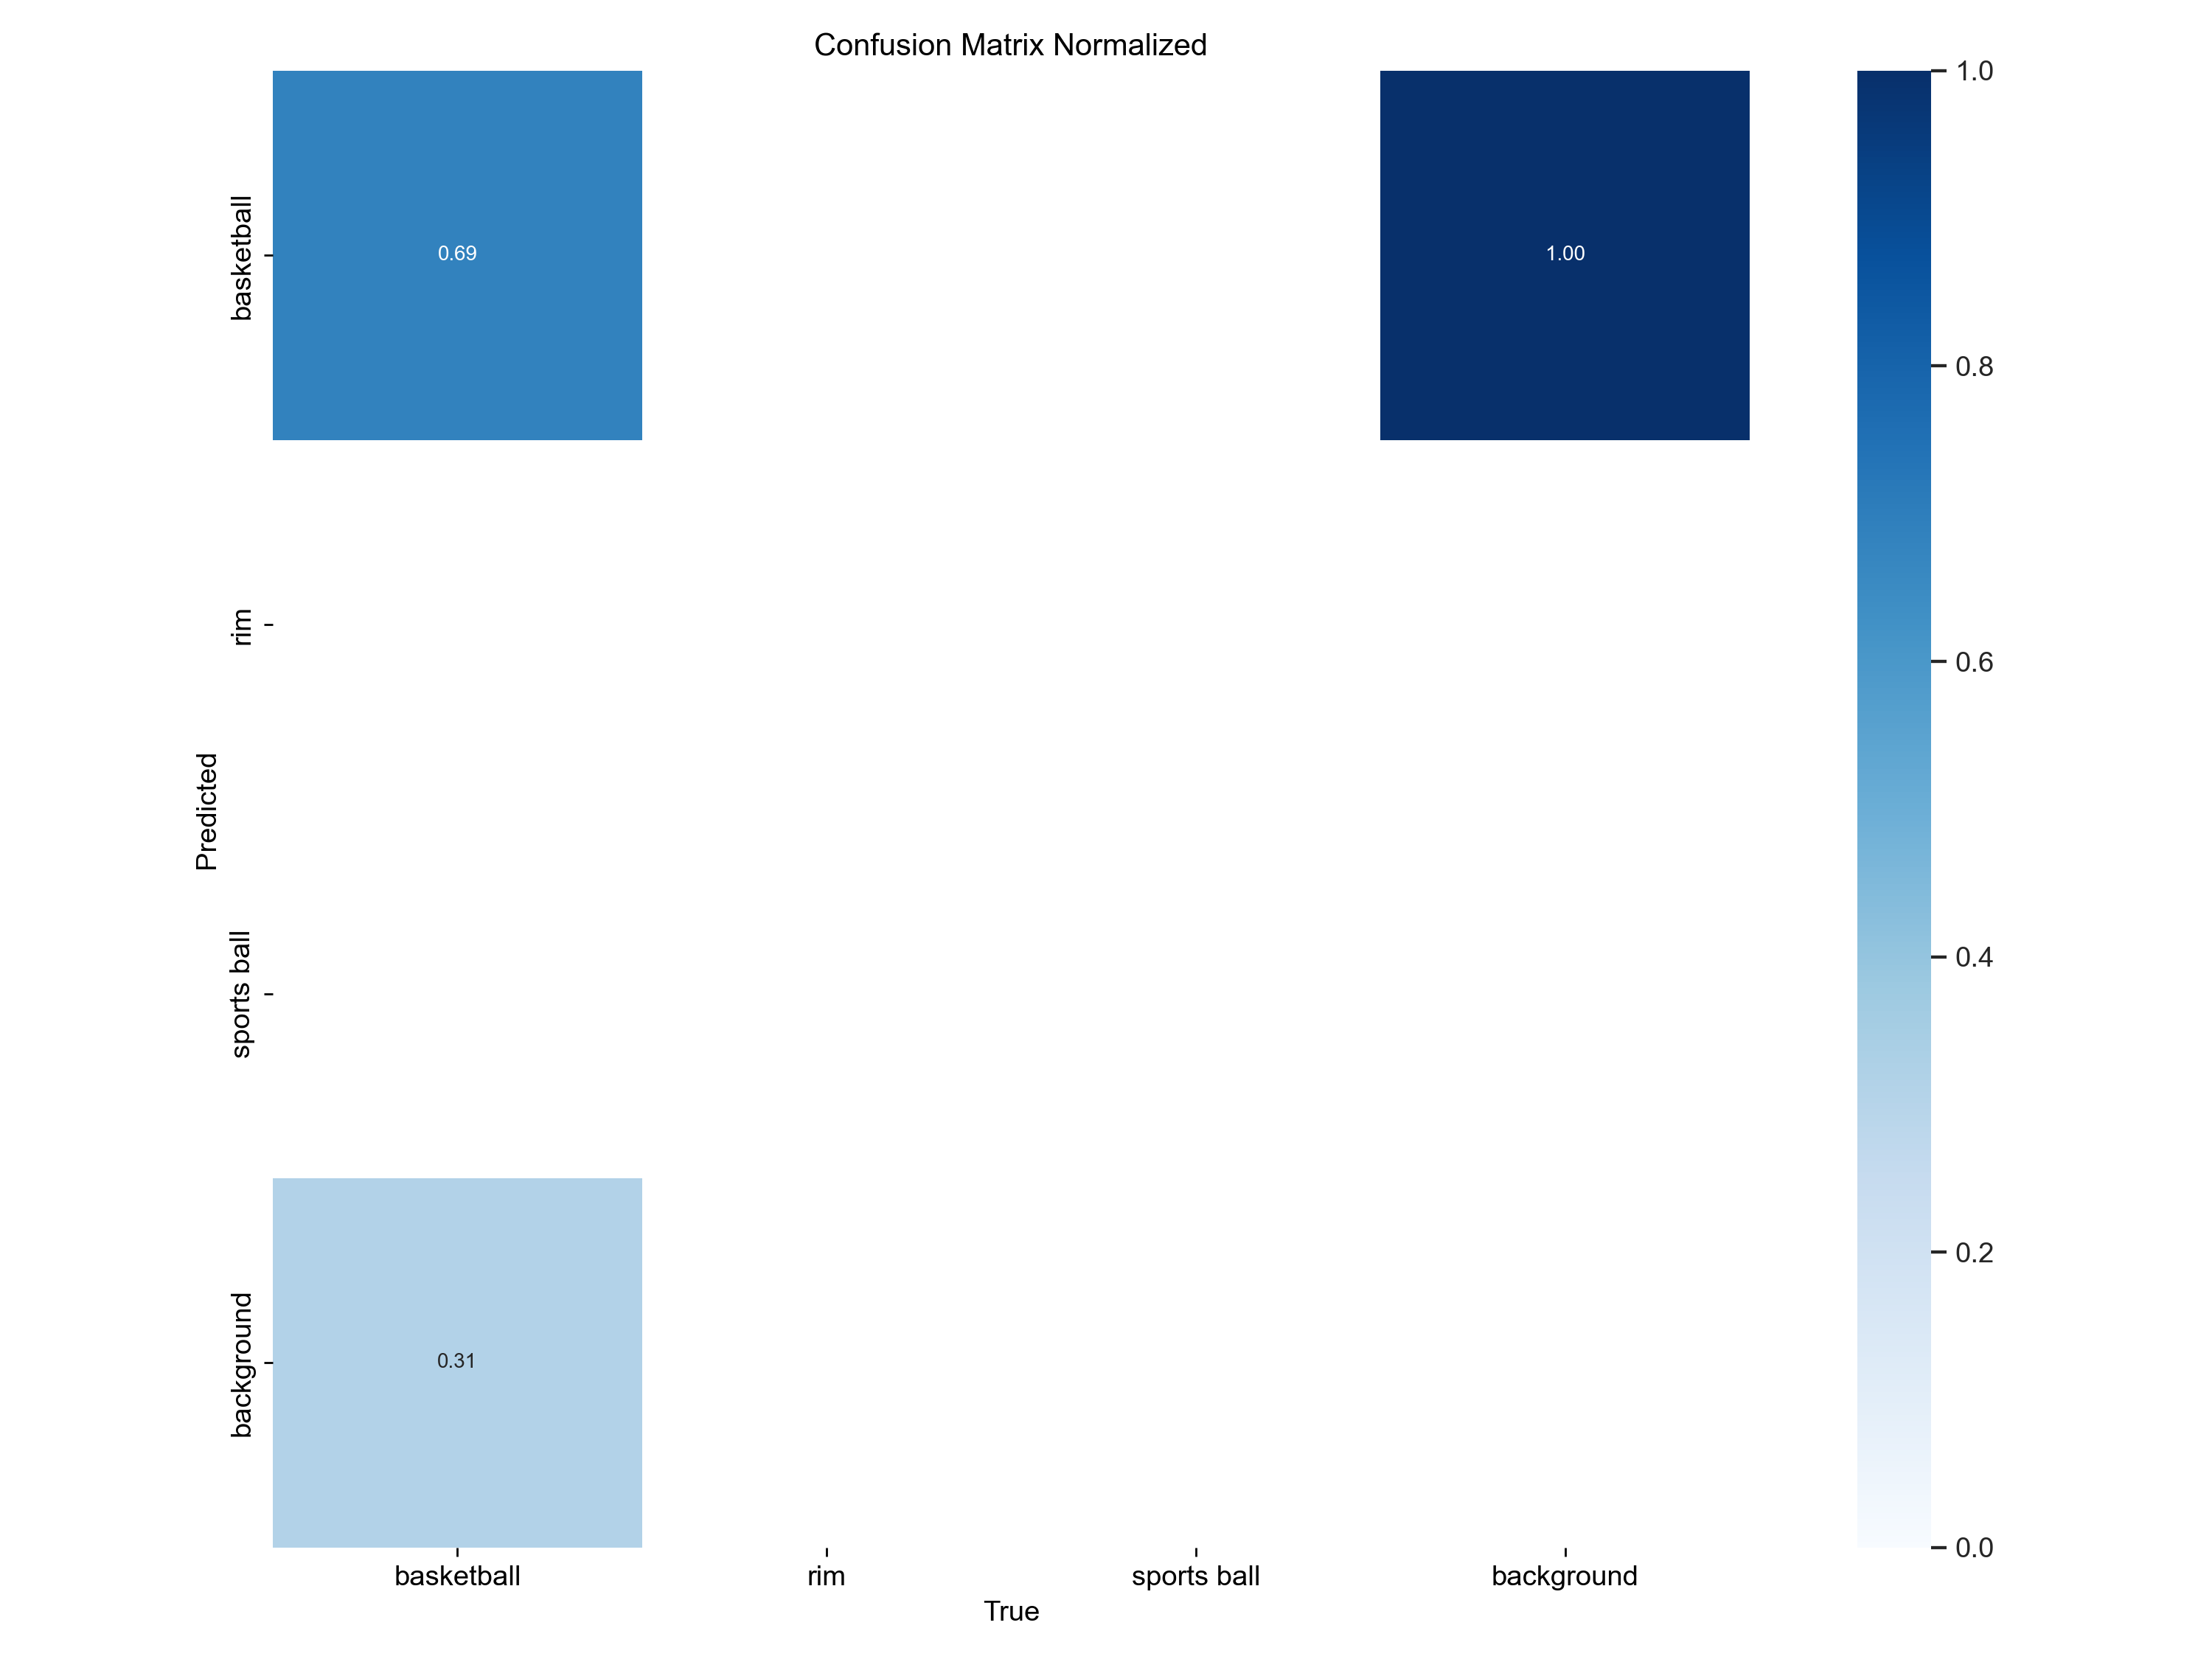 Confusion Matrix Normalized
basketball
rim
sports ball
background
Predicted
0.69
1.00
0.31
basketball
rim
sports ball
background
True
1.0
0.8
0.6
0.4
0.2
0.0